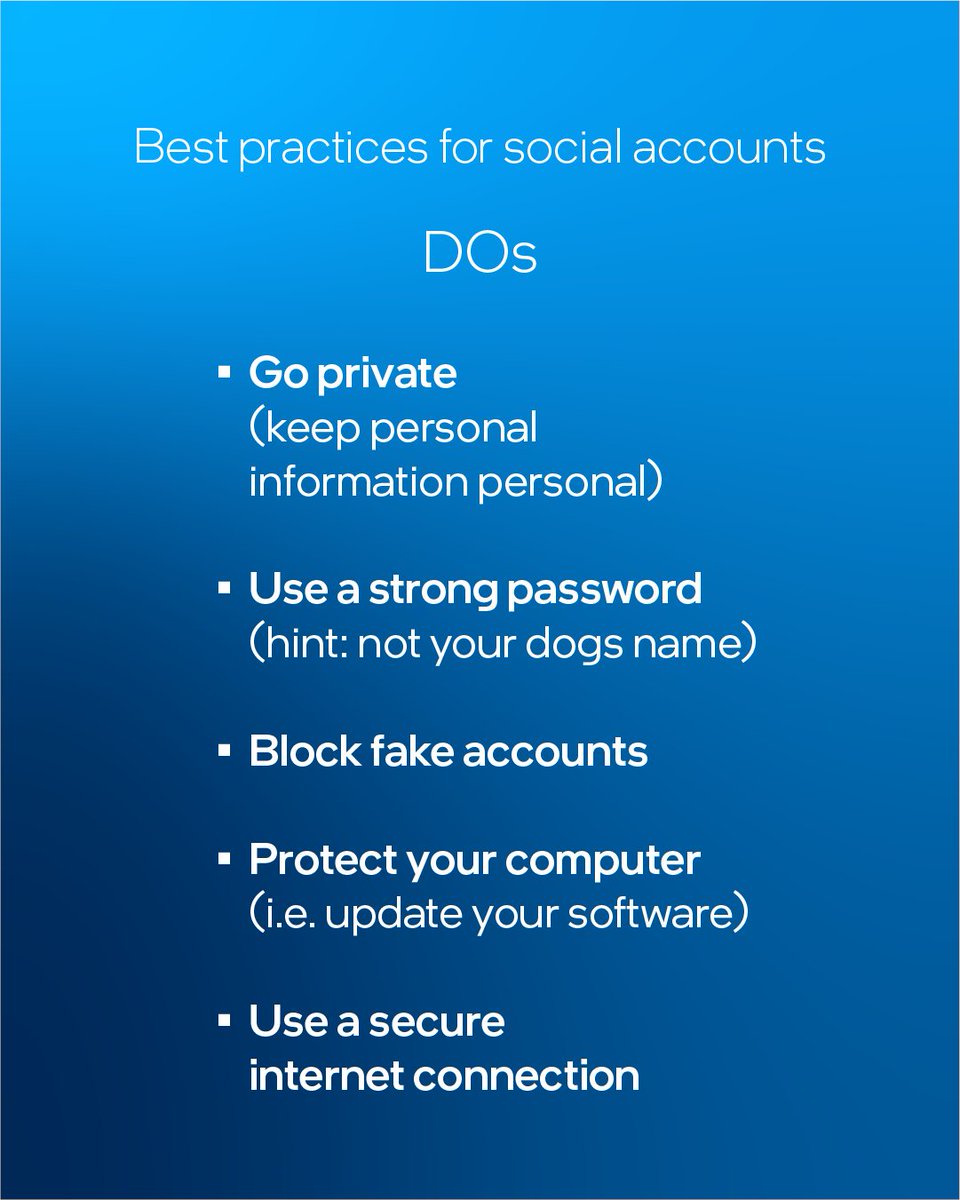 Best practices for social accounts
DOs
▪ Go private
(keep personal
information personal)
▪ Use a strong password
(hint: not your dogs name)
▪ Block fake accounts
▪ Protect your computer
(i.e. update your software)
▪ Use a secure
internet connection